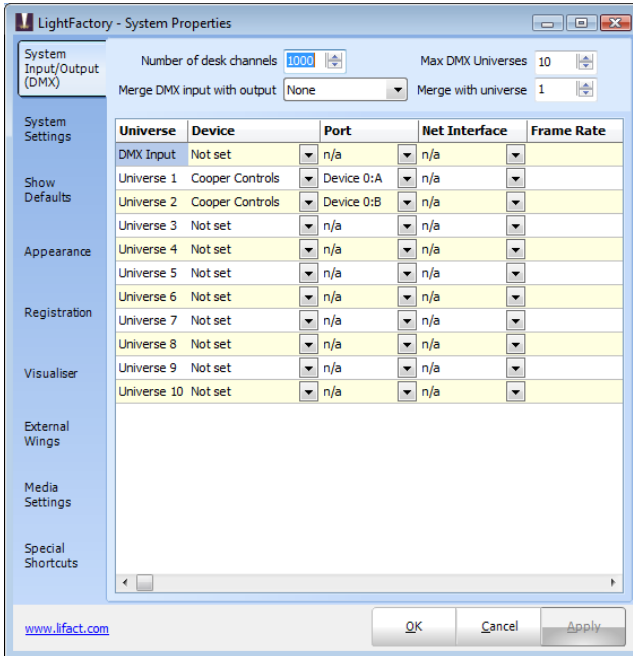 LightFactory - System Properties
System
Input/Output
(DMX)
System
Settings
Show
Defaults
Appearance
Registration
Visualiser
External
Wings
Media
Settings
Special
Shortcuts
Number of desk channels 1000 Max DMX Universes 10
Merge DMX input with output None Merge with universe 1
Universe Device Port Net Interface Frame Rate
DMX Input Not set n/a n/a
Universe 1 Cooper Controls Device 0:A
Universe 2 Cooper Controls Device 0:B
Universe 3 Not set n/a n/a
Universe 4 Not set n/a n/a
Universe 5 Not set n/a n/a
Universe 6 Not set n/a n/a
Universe 7 Not set n/a n/a
Universe 8 Not set n/a n/a
Universe 9 Not set n/a n/a
Universe 10 Not set n/a n/a
www.lifact.com OK Cancel Apply